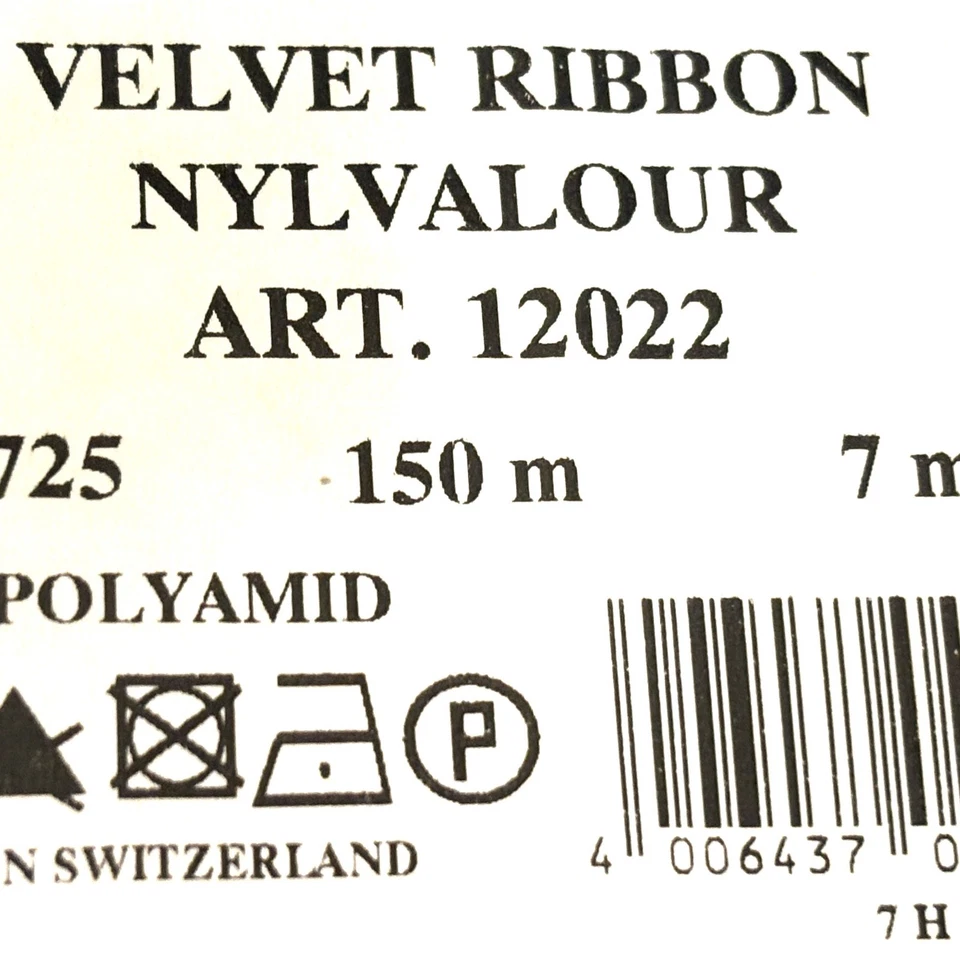 VELVET RIBBON
NYLVALOUR
ART. 12022
725 150 m 7 m
POLYAMID
P
N SWITZERLAND
4 006437 0
7 H